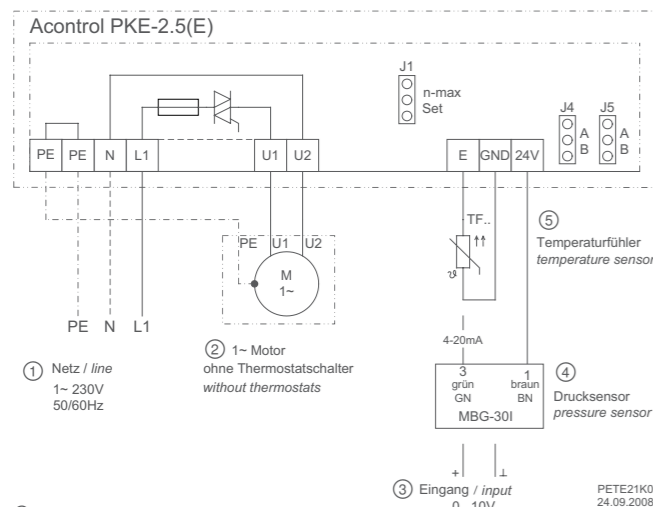 Acontrol PKE-2.5(E)
J1
n-max
Set
J4
J5
A
B
A
B
PE
PE
N
L1
U1
U2
E
GND
24V
PE
U1
U2
M
1~
TF..
ϑ
5
Temperaturfühler
temperature sensor
PE
N
L1
1
Netz / line
1~ 230V
50/60Hz
2
1~ Motor
ohne Thermostatschalter
without thermostats
4-20mA
3
grün
GN
1
braun
BN
MBG-30I
4
Drucksensor
pressure sensor
+
⊥
3
Eingang / input
0...10V
PETE21K0
24.09.2008